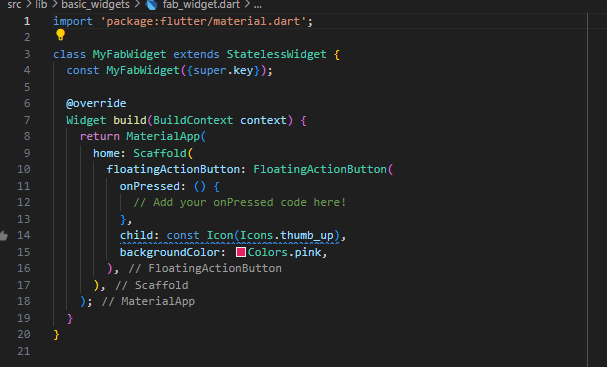 src > lib > basic_widgets > fab_widget.dart > ...
1 import 'package:flutter/material.dart';
2
3 class MyFabWidget extends StatelessWidget {
4   const MyFabWidget({super.key});
5
6   @override
7   Widget build(BuildContext context) {
8     return MaterialApp(
9       home: Scaffold(
10         floatingActionButton: FloatingActionButton(
11           onPressed: () {
12             // Add your onPressed code here!
13           },
14           child: const Icon(Icons.thumb_up),
15           backgroundColor: Colors.pink,
16         ), // FloatingActionButton
17       ), // Scaffold
18     ); // MaterialApp
19   }
20 }
21